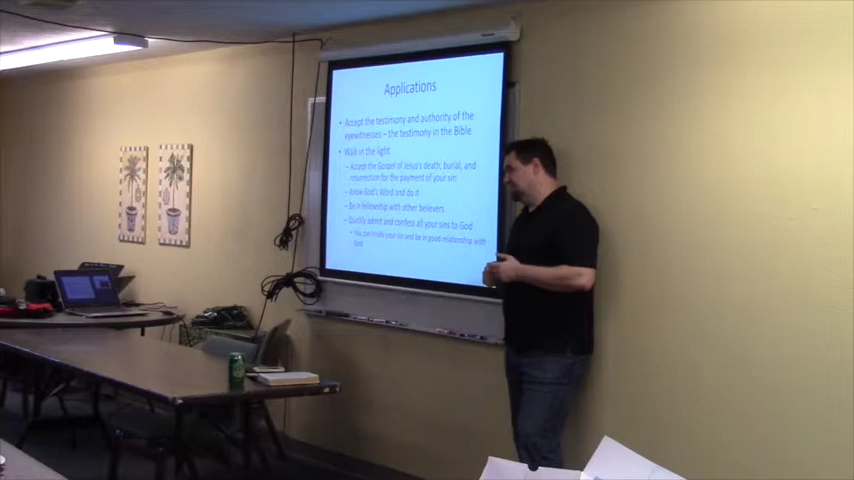 Applications
• Accept the testimony and authority of the
eyewitnesses – the testimony in the Bible
• Walk in the light
– Accept the Gospel of Jesus's death, burial, and
resurrection for the payment of your sin
– Know God's Word and do it
– Be in fellowship with other believers
– Quickly admit and confess all your sins to God
• You can't hide your sin and be in good relationship with
God